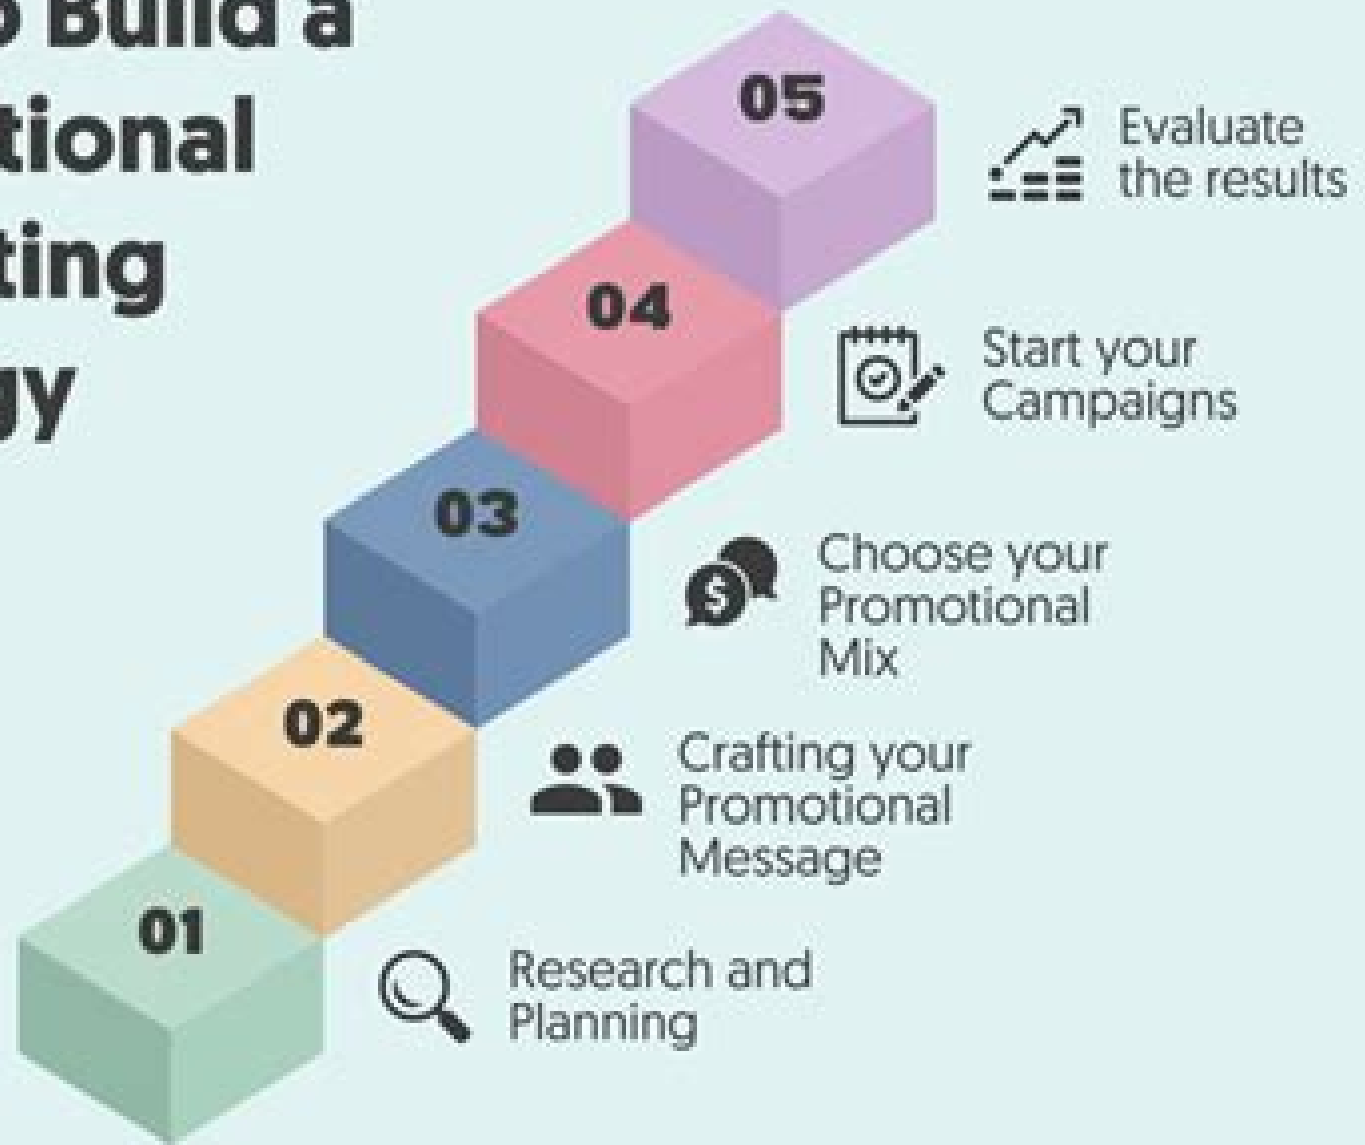 Build a
tional
ting
gy
05
Evaluate
the results
04
Start your
Campaigns
03
Choose your
Promotional
Mix
02
Crafting your
Promotional
Message
01
Research and
Planning